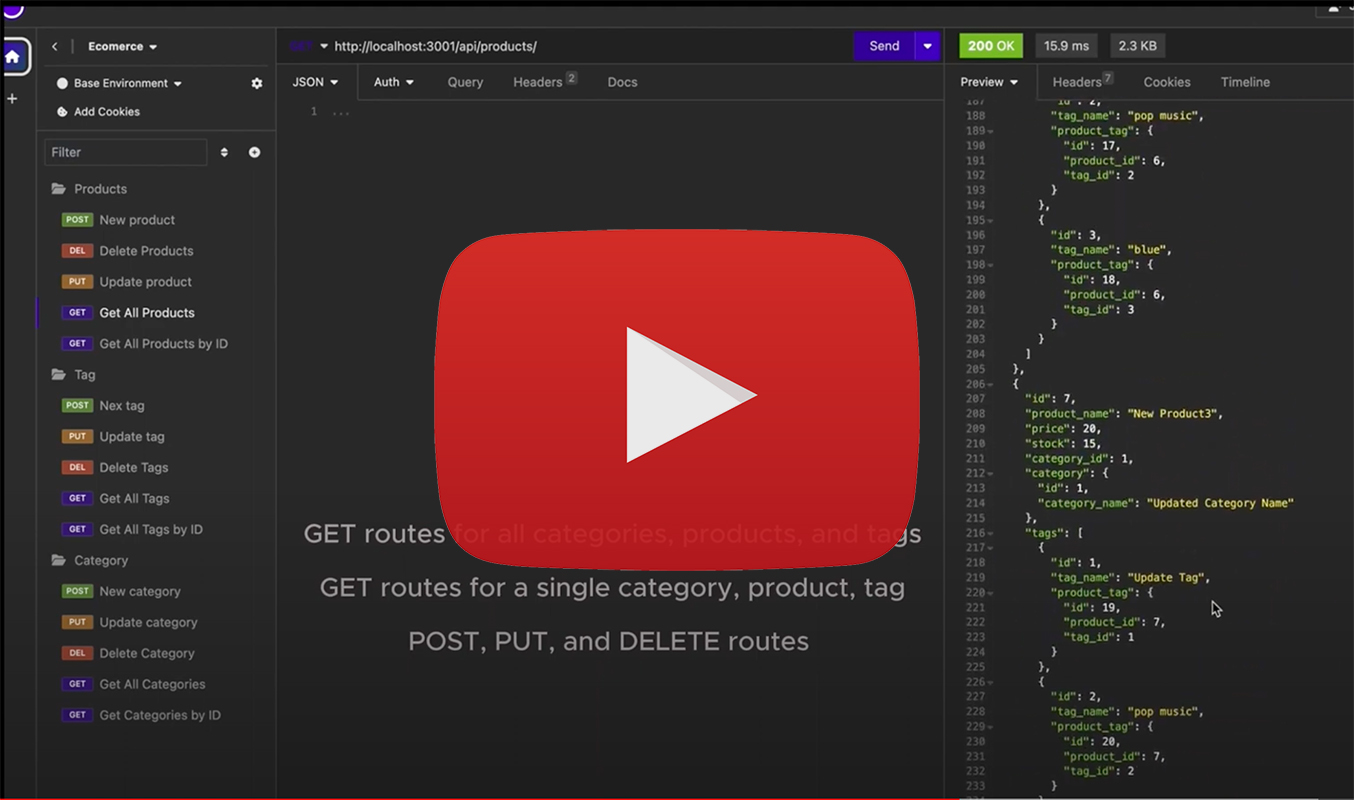 Ecomerce
Base Environment
Add Cookies
Filter
Products
POST New product
DEL Delete Products
PUT Update product
GET Get All Products
GET Get All Products by ID
Tag
POST Nex tag
PUT Update tag
DEL Delete Tags
GET Get All Tags
GET Get All Tags by ID
Category
POST New category
PUT Update category
DEL Delete Category
GET Get All Categories
GET Get Categories by ID
GET http://localhost:3001/api/products/
Send
JSON Auth Query Headers 2 Docs
1 ...
GET routes for all categories, products, and tags
GET routes for a single category, product, tag
POST, PUT, and DELETE routes
200 OK 15.9 ms 2.3 KB
Preview Headers 7 Cookies Timeline
187 "id": 2,
188 "tag_name": "pop music",
189 "product_tag": {
190 "id": 17,
191 "product_id": 6,
192 "tag_id": 2
193 }
194 },
195 {
196 "id": 3,
197 "tag_name": "blue",
198 "product_tag": {
199 "id": 18,
200 "product_id": 6,
201 "tag_id": 3
202 }
203 }
204 ]
205 },
206 {
207 "id": 7,
208 "product_name": "New Product3",
209 "price": 20,
210 "stock": 15,
211 "category_id": 1,
212 "category": {
213 "id": 1,
214 "category_name": "Updated Category Name"
215 },
216 "tags": [
217 {
218 "id": 1,
219 "tag_name": "Update Tag",
220 "product_tag": {
221 "id": 19,
222 "product_id": 7,
223 "tag_id": 1
224 }
225 },
226 {
227 "id": 2,
228 "tag_name": "pop music",
229 "product_tag": {
230 "id": 20,
231 "product_id": 7,
232 "tag_id": 2
233 }